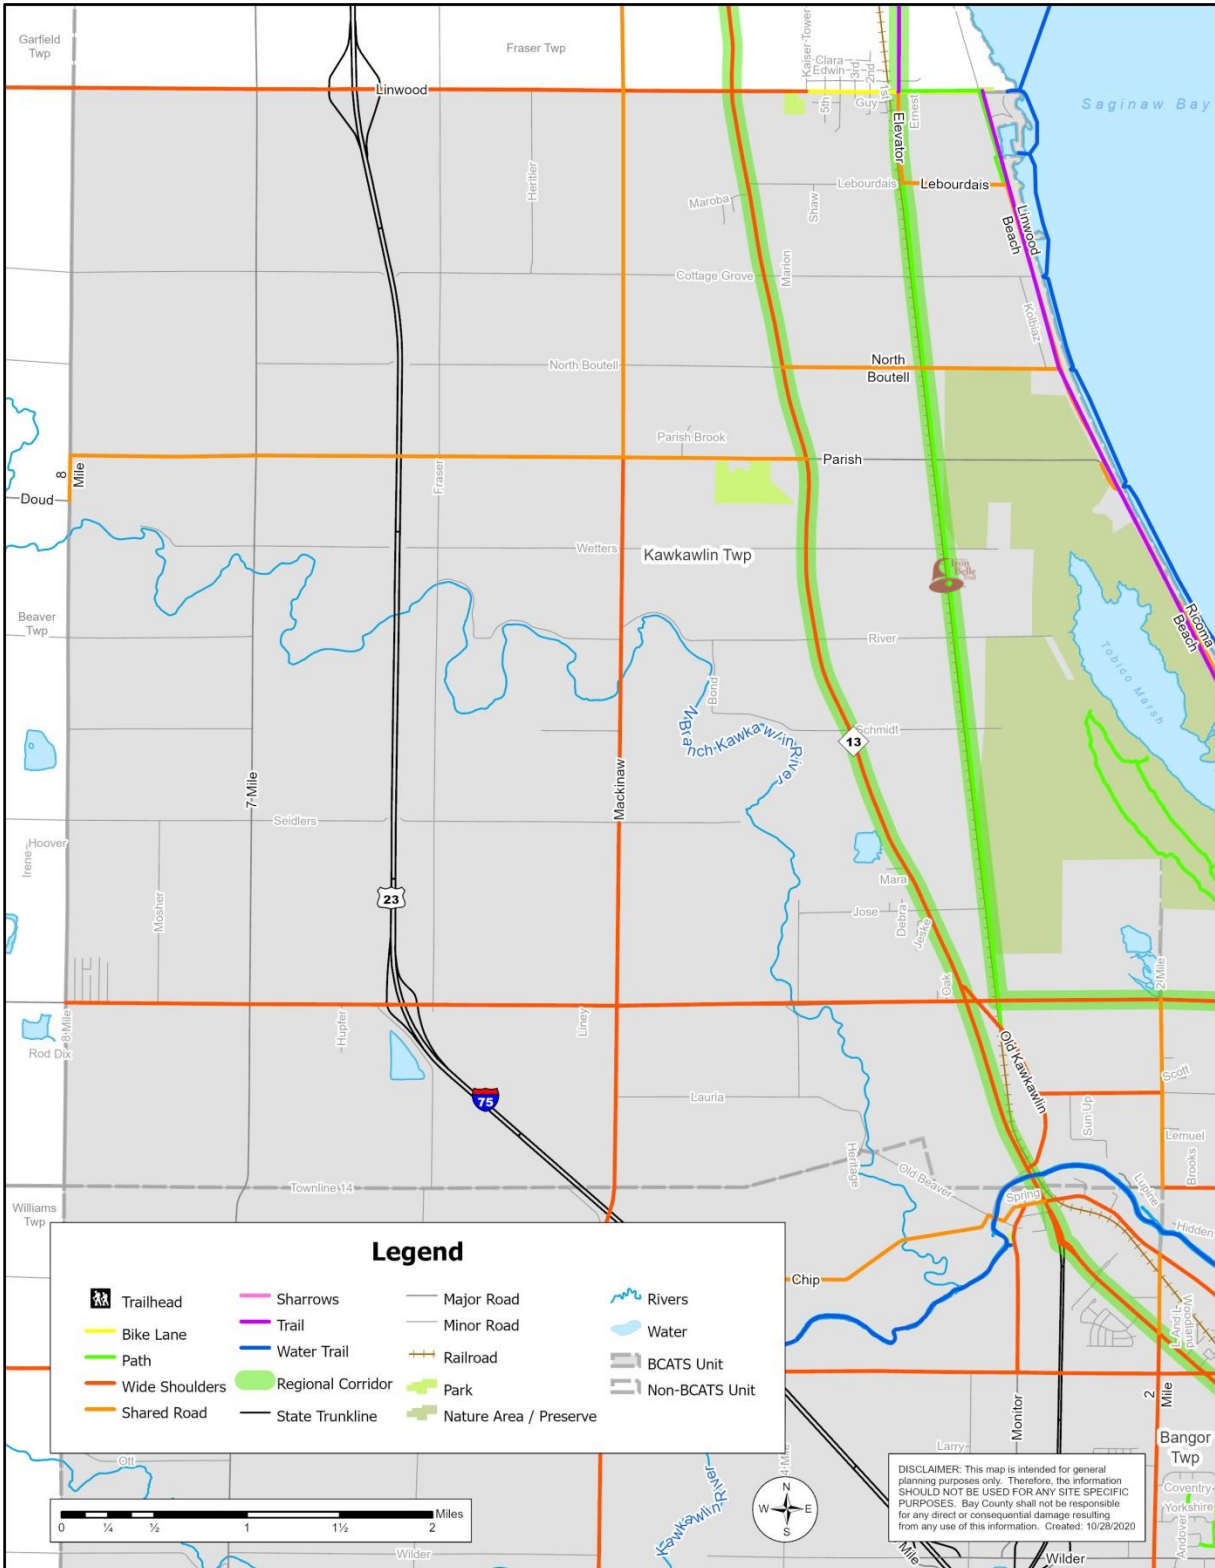 Garfield
Twp
Fraser Twp
Kaiser Tower
Clara
Edwin
3rd
2nd
5th
Guy
1st
Ernest
Linwood
Saginaw Bay
Elevator
Heritier
Lebourdais
Lebourdais
Maroba
Shaw
Linwood
Beach
Cottage Grove
Marion
Kolbiaz
North Boutell
North
Boutell
Parish Brook
Parish
8
Mile
Fraser
Doud
Wetters
Kawkawlin Twp
Iron
Belle
Beaver
Twp
River
Ricoma
Beach
Tobico Marsh
Bond
N Branch Kawkawlin River
Schmidt
13
7 Mile
Mackinaw
Seidlers
Hoover
Irene
Mara
23
Mosher
Jose
Debra
Jeske
2 Mile
Oak
8 Mile
Rod Dix
Hupfer
Liney
Old Kawkawlin
Scott
75
Lauria
Sun Up
Lemuel
Heritage
Old Beaver
Brooks
Townline 14
Spring
Lupine
Williams
Twp
Hidden
Chip
Woodland
L And L
Legend
Trailhead
Bike Lane
Path
Wide Shoulders
Shared Road
Sharrows
Trail
Water Trail
Regional Corridor
State Trunkline
Major Road
Minor Road
Railroad
Park
Nature Area / Preserve
Rivers
Water
BCATS Unit
Non-BCATS Unit
2
Mile
Monitor
Bangor
Twp
Larry
4 Mile
Ott
Coventry
Yorkshire
Andover
Kawkawlin River
N
W E
S
DISCLAIMER: This map is intended for general
planning purposes only. Therefore, the information
SHOULD NOT BE USED FOR ANY SITE SPECIFIC
PURPOSES. Bay County shall not be responsible
for any direct or consequential damage resulting
from any use of this information. Created: 10/28/2020
0 ¼ ½ 1 1½ 2 Miles
Wilder
Mile
Wilder